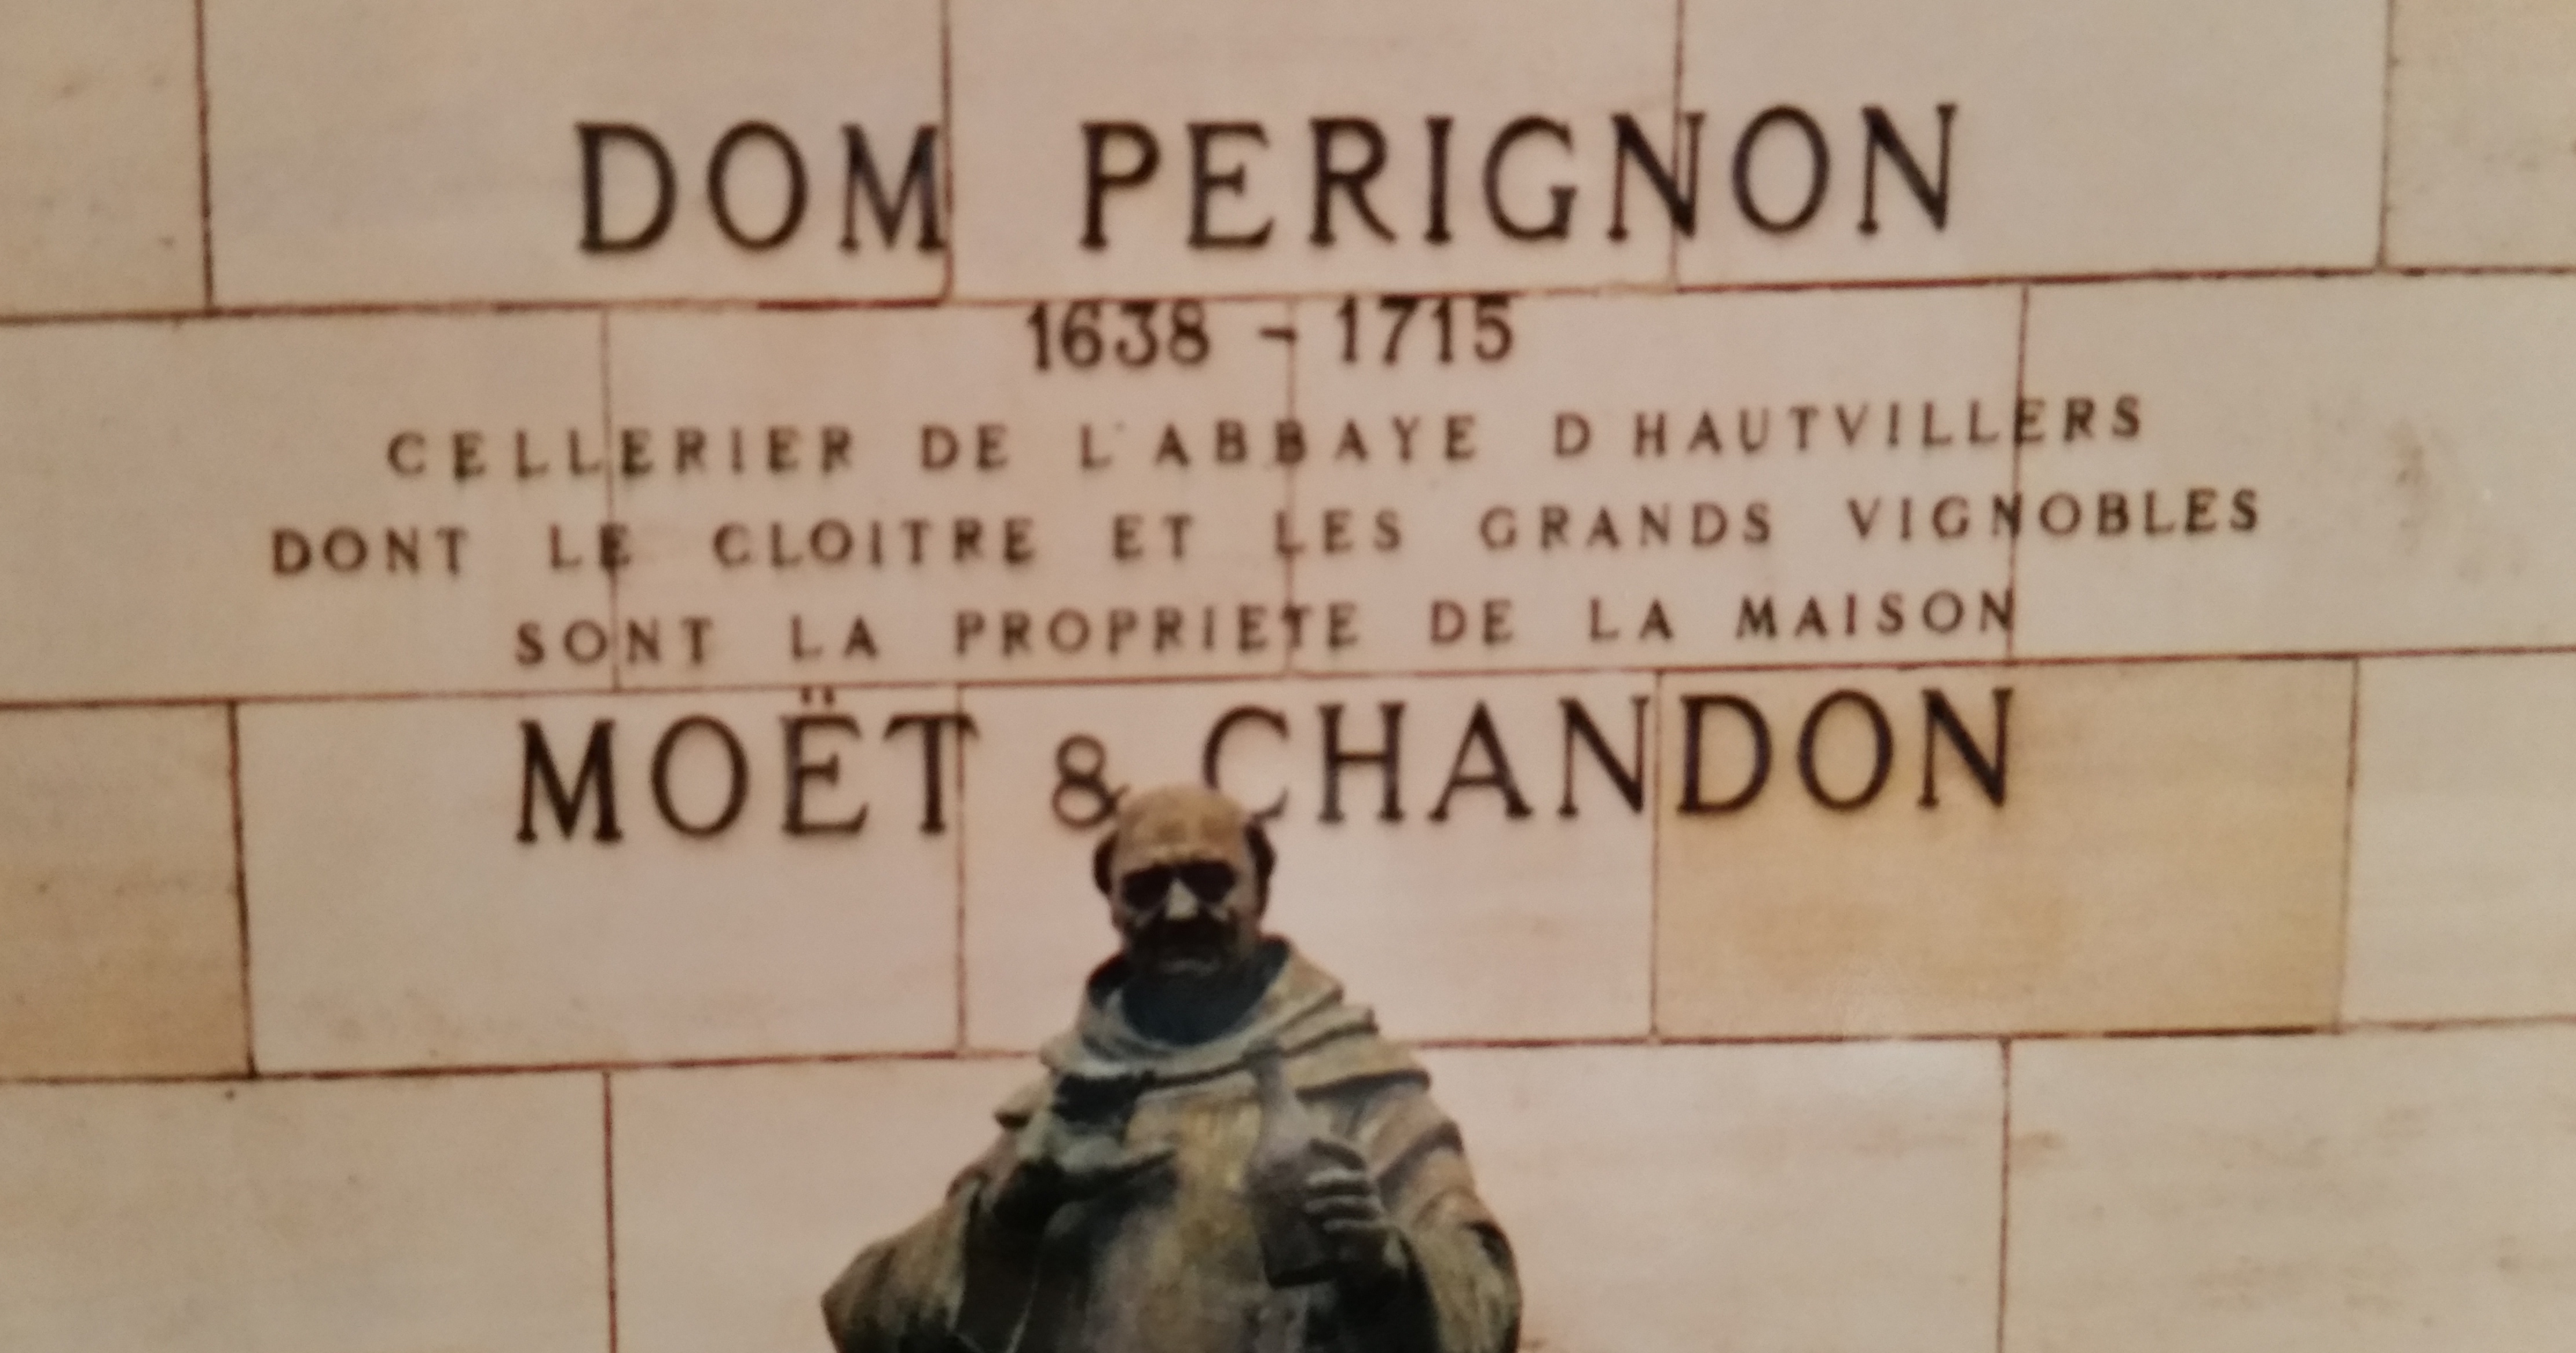 DOM PERIGNON
1638 - 1715
CELLERIER DE L'ABBAYE D HAUTVILLERS
DONT LE CLOITRE ET LES GRANDS VIGNOBLES
SONT LA PROPRIETE DE LA MAISON
MOËT & CHANDON